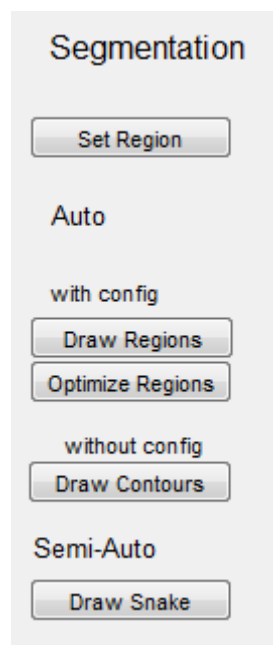 Segmentation
Set Region
Auto
with config
Draw Regions
Optimize Regions
without config
Draw Contours
Semi-Auto
Draw Snake